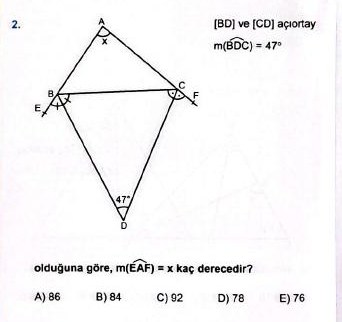 2.
[BD] ve [CD] açıortay
m(BDC) = 47°
A
x
B
C
E
F
47°
D
olduğuna göre, m(EAF) = x kaç derecedir?
A) 86 B) 84 C) 92 D) 78 E) 76